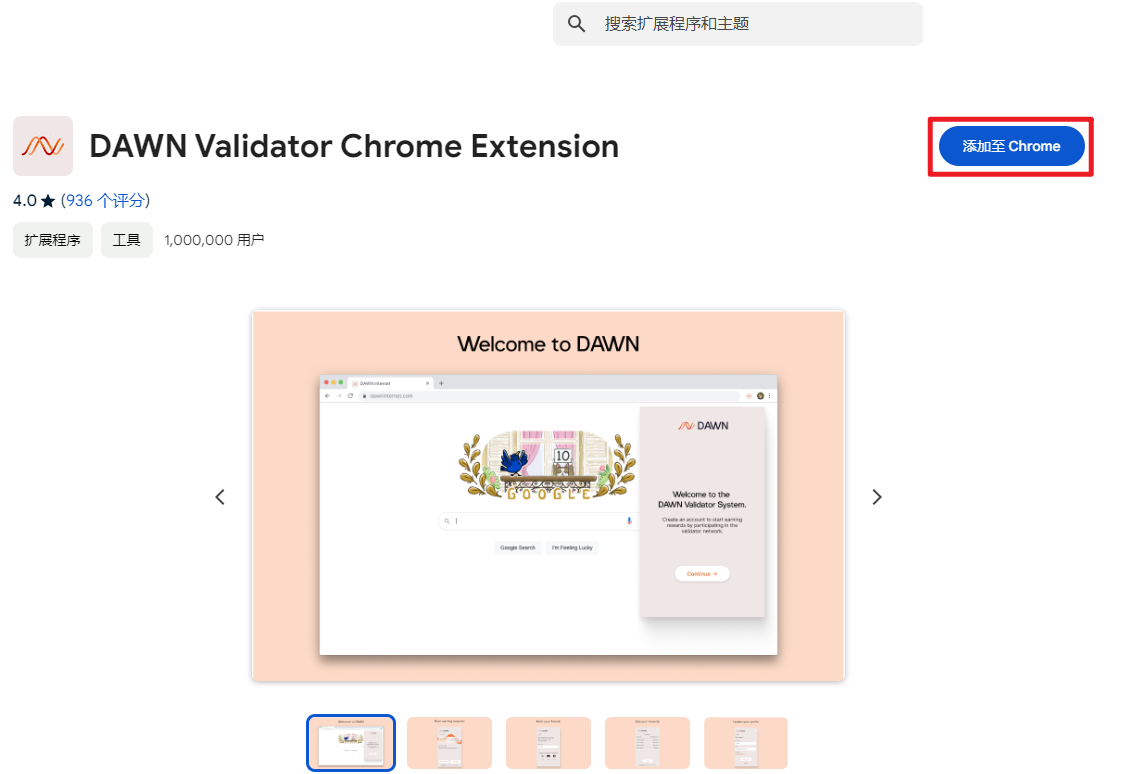 搜索扩展程序和主题
DAWN Validator Chrome Extension
添加至 Chrome
4.0 ★ (936 个评分)
扩展程序
工具
1,000,000 用户
Welcome to DAWN
DAWN Internet
dawninternet.com
DAWN
10
GOOGLE
Welcome to the
DAWN Validator System.
Create an account to start earning
rewards by participating in the
validator network.
Google Search
I'm Feeling Lucky
Continue →